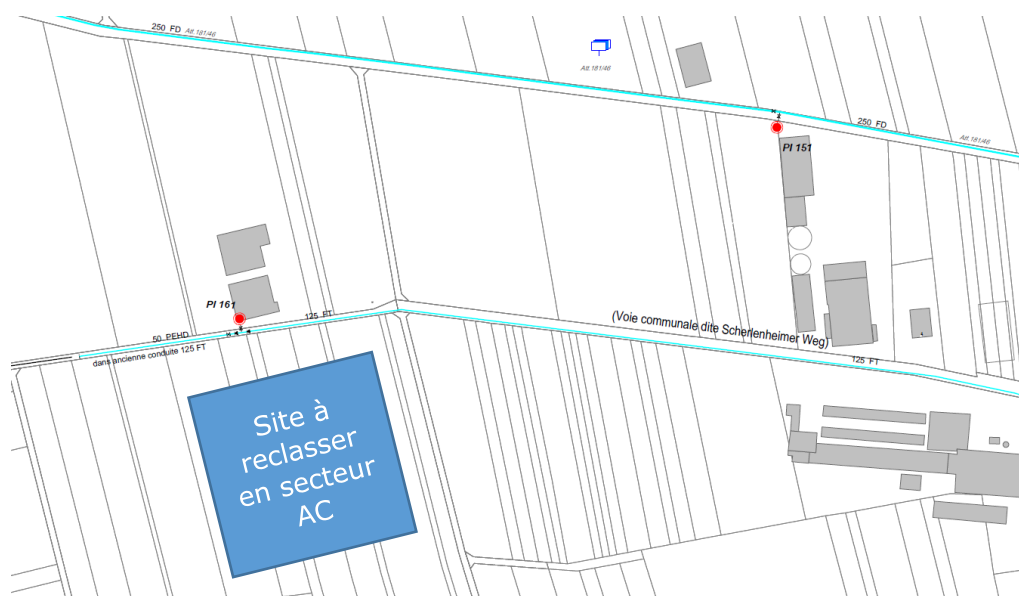 250 FD Att.181/46
Att.181/46
250 FD
Att.181/46
PI 151
PI 161
125 FT
50 PEHD
dans ancienne conduite 125 FT
(Voie communale dite Scherlenheimer Weg)
125 FT
Site à
reclasser
en secteur
AC